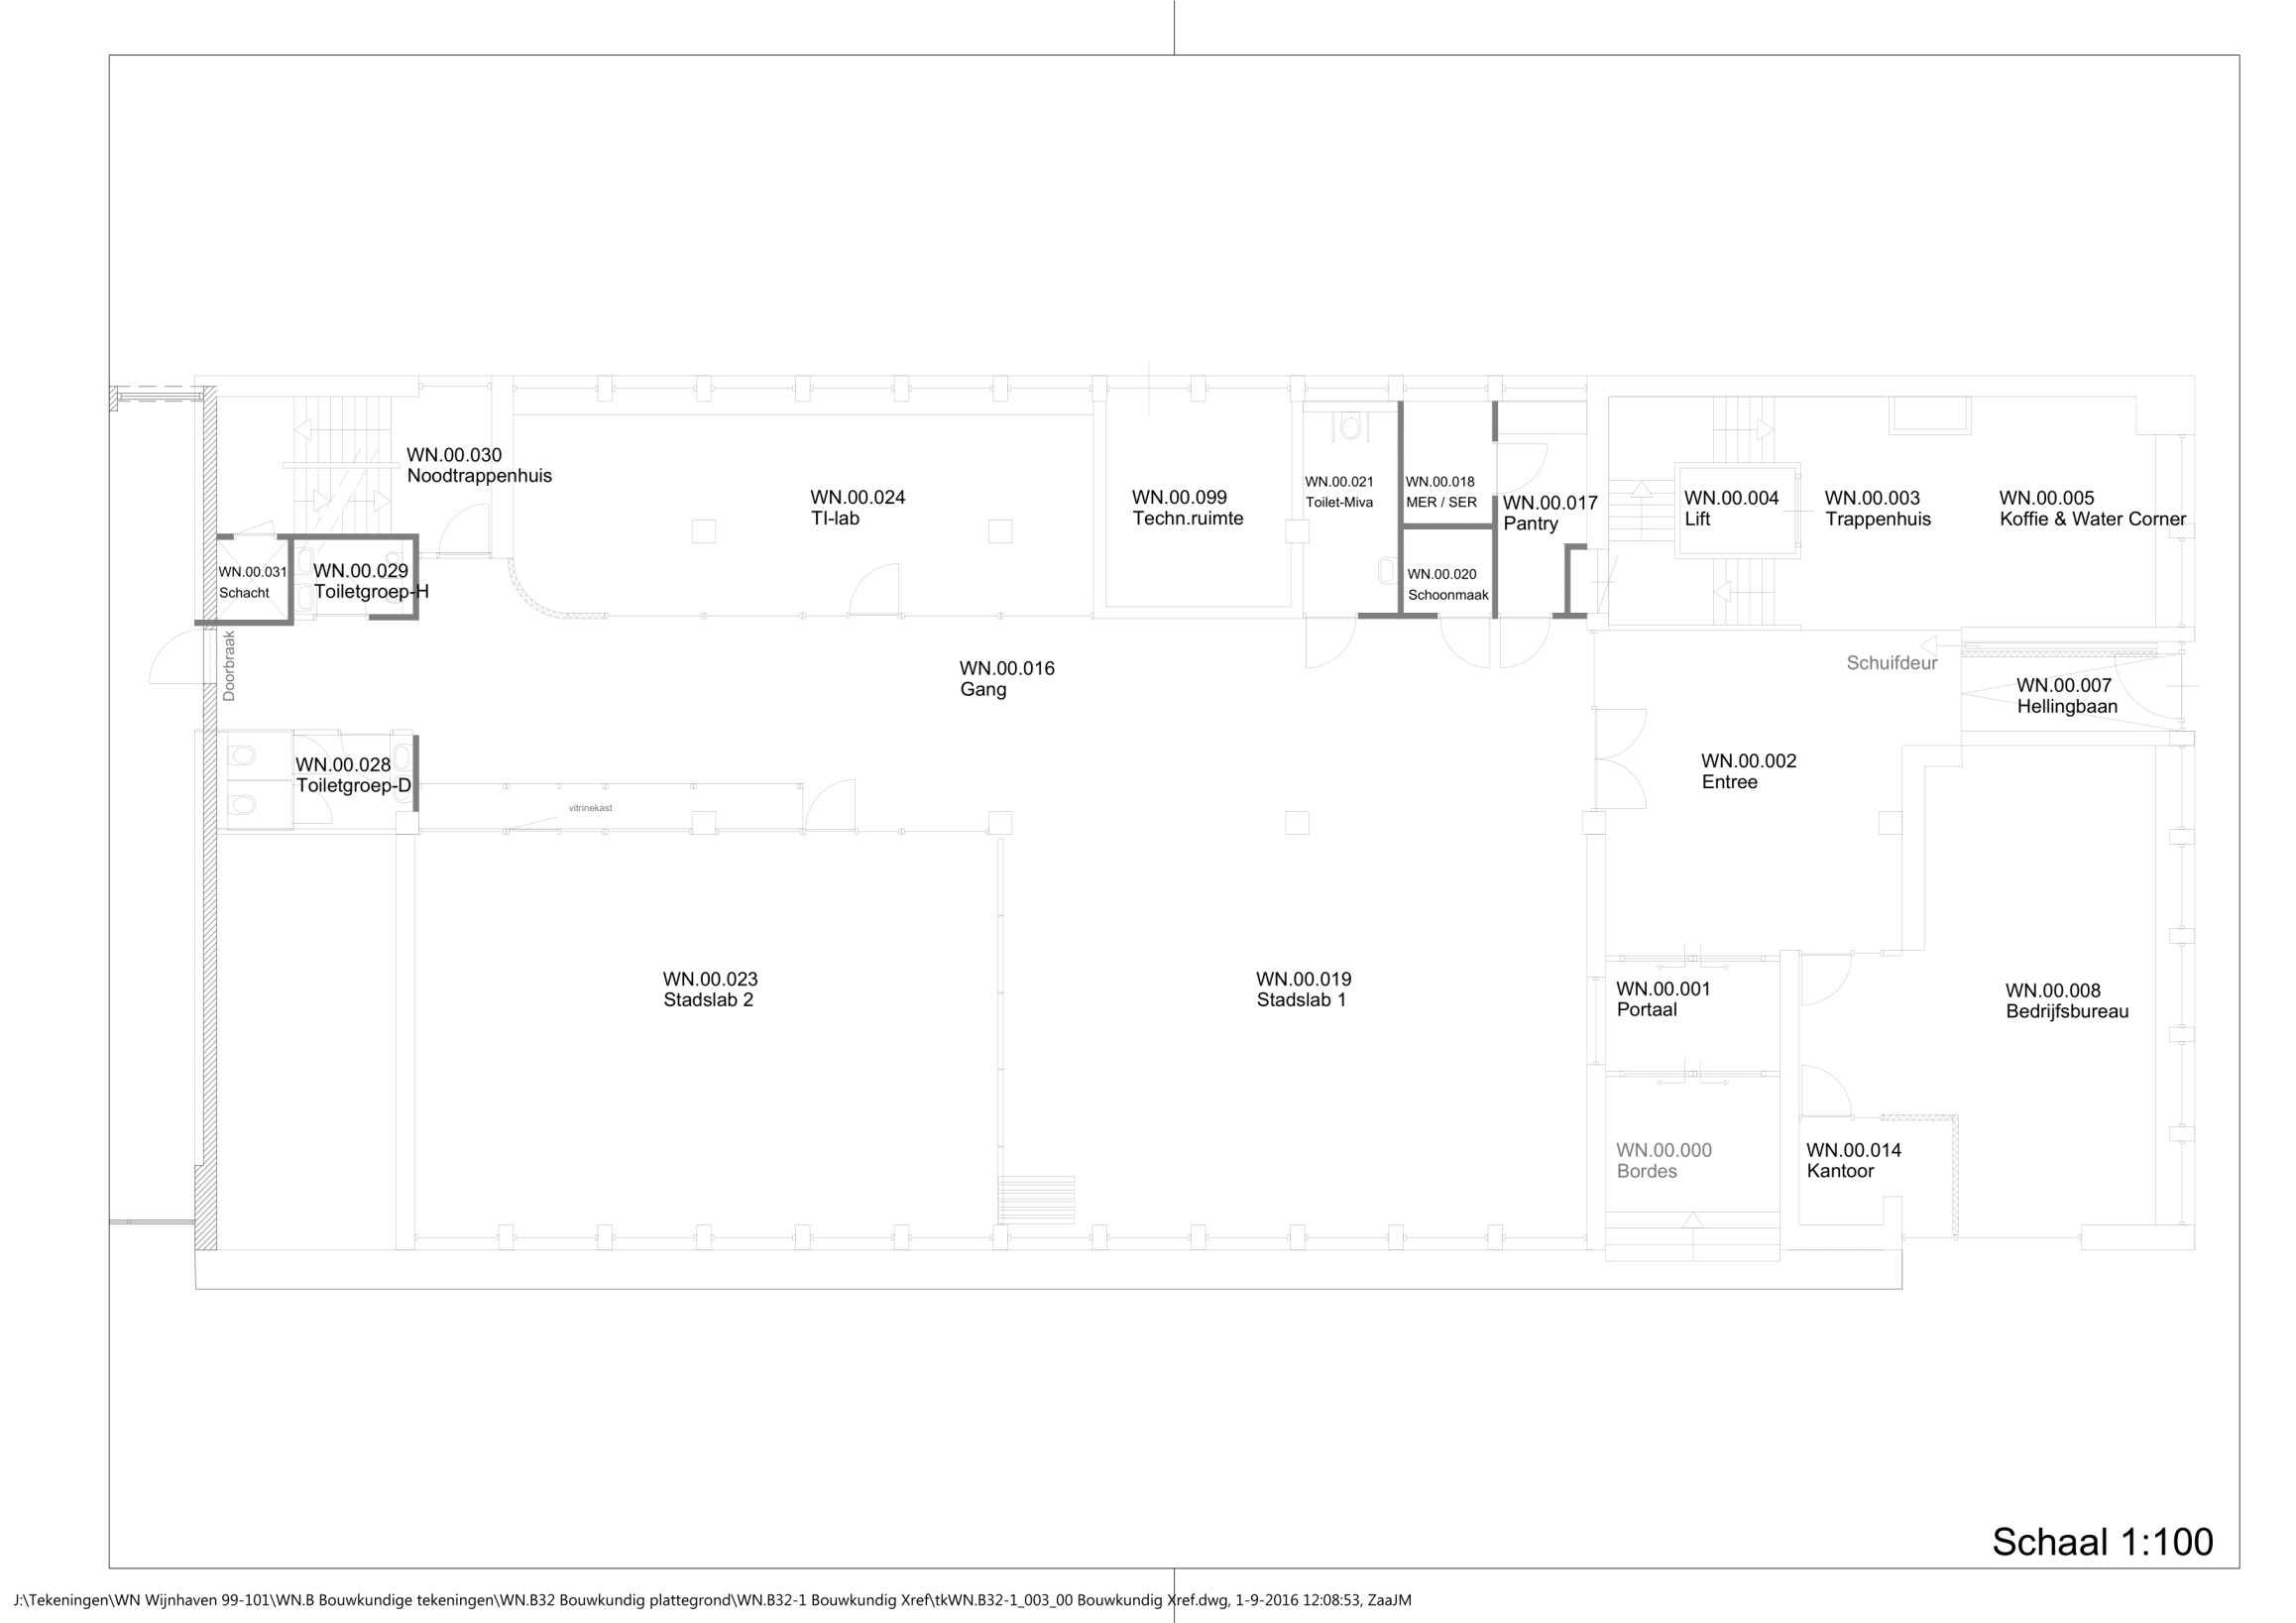 WN.00.030
Noodtrappenhuis
WN.00.024
TI-lab
WN.00.099
Techn.ruimte
WN.00.021
Toilet-Miva
WN.00.018
MER / SER
WN.00.017
Pantry
WN.00.004
Lift
WN.00.003
Trappenhuis
WN.00.005
Koffie & Water Corner
WN.00.031
Schacht
WN.00.029
Toiletgroep-H
WN.00.020
Schoonmaak
Doorbraak
WN.00.016
Gang
Schuifdeur
WN.00.007
Hellingbaan
WN.00.028
Toiletgroep-D
vitrinekast
WN.00.002
Entree
WN.00.023
Stadslab 2
WN.00.019
Stadslab 1
WN.00.001
Portaal
WN.00.008
Bedrijfsbureau
WN.00.000
Bordes
WN.00.014
Kantoor
Schaal 1:100
J:\Tekeningen\WN Wijnhaven 99-101\WN.B Bouwkundige tekeningen\WN.B32 Bouwkundig plattegrond\WN.B32-1 Bouwkundig Xref\tkWN.B32-1_003_00 Bouwkundig Xref.dwg, 1-9-2016 12:08:53, ZaaJM